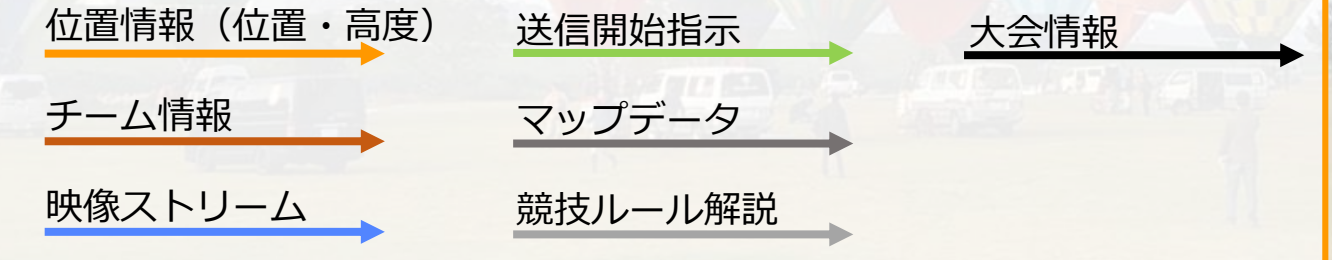 位置情報（位置・高度）
送信開始指示
大会情報
チーム情報
マップデータ
映像ストリーム
競技ルール解説